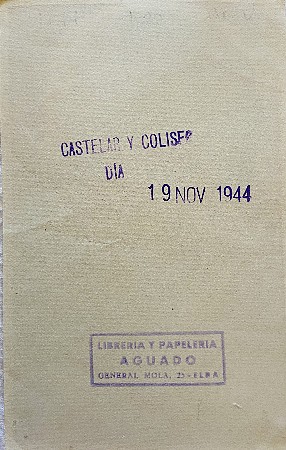 CASTELAR Y COLISEO
DÍA
19 NOV 1944
LIBRERIA Y PAPELERIA
AGUADO
GENERAL MOLA, 25 - ELDA